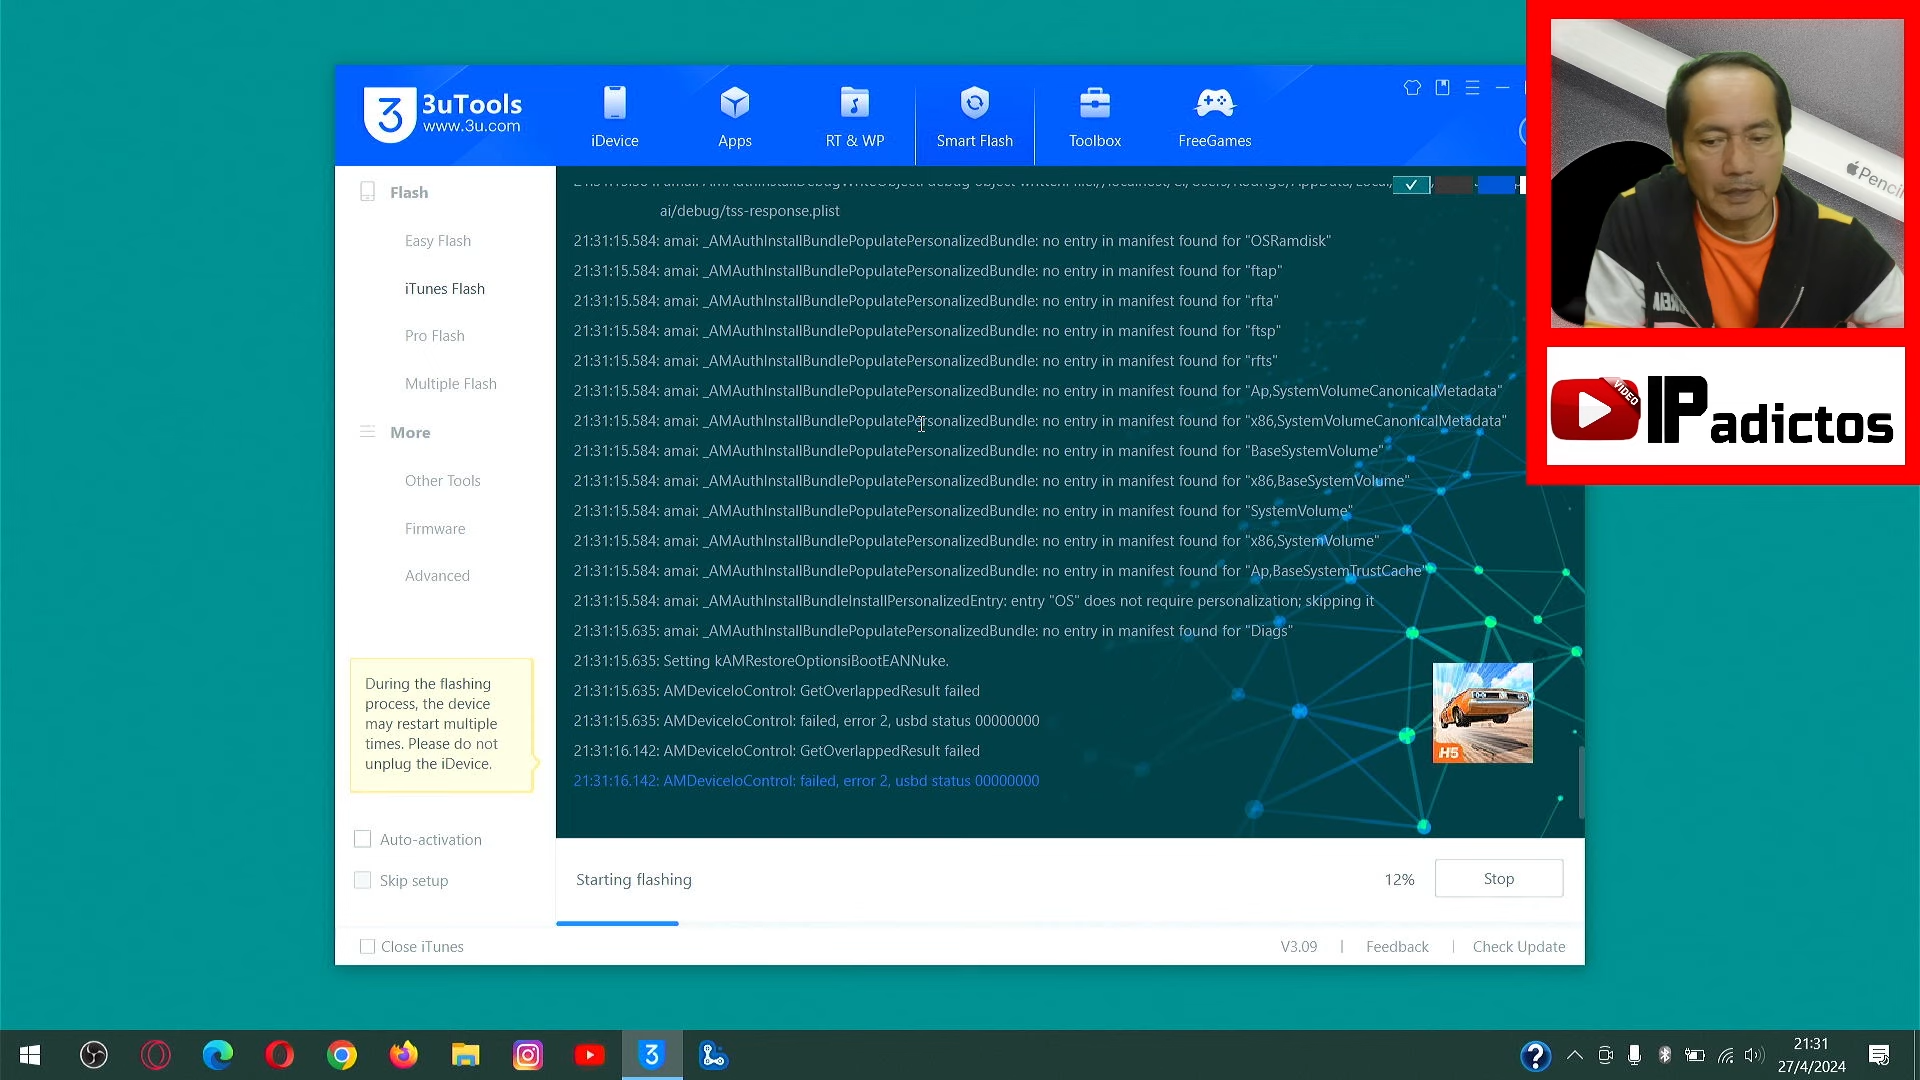 3uTools
www.3u.com
iDevice
Apps
RT & WP
Smart Flash
Toolbox
FreeGames
Flash
Easy Flash
iTunes Flash
Pro Flash
Multiple Flash
More
Other Tools
Firmware
Advanced
During the flashing
process, the device
may restart multiple
times. Please do not
unplug the iDevice.
Auto-activation
Skip setup
Close iTunes
ai/debug/tss-response.plist
21:31:15.584: amai: _AMAuthInstallBundlePopulatePersonalizedBundle: no entry in manifest found for "OSRamdisk"
21:31:15.584: amai: _AMAuthInstallBundlePopulatePersonalizedBundle: no entry in manifest found for "ftap"
21:31:15.584: amai: _AMAuthInstallBundlePopulatePersonalizedBundle: no entry in manifest found for "rfta"
21:31:15.584: amai: _AMAuthInstallBundlePopulatePersonalizedBundle: no entry in manifest found for "ftsp"
21:31:15.584: amai: _AMAuthInstallBundlePopulatePersonalizedBundle: no entry in manifest found for "rfts"
21:31:15.584: amai: _AMAuthInstallBundlePopulatePersonalizedBundle: no entry in manifest found for "Ap,SystemVolumeCanonicalMetadata"
21:31:15.584: amai: _AMAuthInstallBundlePopulatePersonalizedBundle: no entry in manifest found for "x86,SystemVolumeCanonicalMetadata"
21:31:15.584: amai: _AMAuthInstallBundlePopulatePersonalizedBundle: no entry in manifest found for "BaseSystemVolume"
21:31:15.584: amai: _AMAuthInstallBundlePopulatePersonalizedBundle: no entry in manifest found for "x86,BaseSystemVolume"
21:31:15.584: amai: _AMAuthInstallBundlePopulatePersonalizedBundle: no entry in manifest found for "SystemVolume"
21:31:15.584: amai: _AMAuthInstallBundlePopulatePersonalizedBundle: no entry in manifest found for "x86,SystemVolume"
21:31:15.584: amai: _AMAuthInstallBundlePopulatePersonalizedBundle: no entry in manifest found for "Ap,BaseSystemTrustCache"
21:31:15.584: amai: _AMAuthInstallBundleInstallPersonalizedEntry: entry "OS" does not require personalization; skipping it
21:31:15.635: amai: _AMAuthInstallBundlePopulatePersonalizedBundle: no entry in manifest found for "Diags"
21:31:15.635: Setting kAMRestoreOptionsiBootEANNuke.
21:31:15.635: AMDeviceIoControl: GetOverlappedResult failed
21:31:15.635: AMDeviceIoControl: failed, error 2, usbd status 00000000
21:31:16.142: AMDeviceIoControl: GetOverlappedResult failed
21:31:16.142: AMDeviceIoControl: failed, error 2, usbd status 00000000
H5
Starting flashing
12%
Stop
V3.09
Feedback
Check Update
Pencil
VIDEO
IPadictos
21:31
27/4/2024